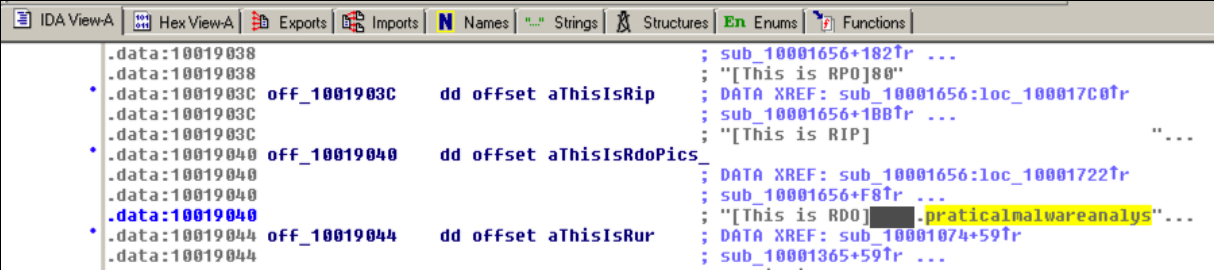 IDA View-A Hex View-A Exports Imports N Names "..." Strings Structures En Enums Functions
.data:10019038 ; sub_10001656+182↑r ...
.data:10019038 ; "[This is RPO]80"
.data:1001903C off_1001903C dd offset aThisIsRip ; DATA XREF: sub_10001656:loc_100017C0↑r
.data:1001903C ; sub_10001656+1BB↑r ...
.data:1001903C ; "[This is RIP] "...
.data:10019040 off_10019040 dd offset aThisIsRdoPics_
.data:10019040 ; DATA XREF: sub_10001656:loc_10001722↑r
.data:10019040 ; sub_10001656+F8↑r ...
.data:10019040 ; "[This is RDO] .praticalmalwareanalys"...
.data:10019044 off_10019044 dd offset aThisIsRur ; DATA XREF: sub_10001074+59↑r
.data:10019044 ; sub_10001365+59↑r ...